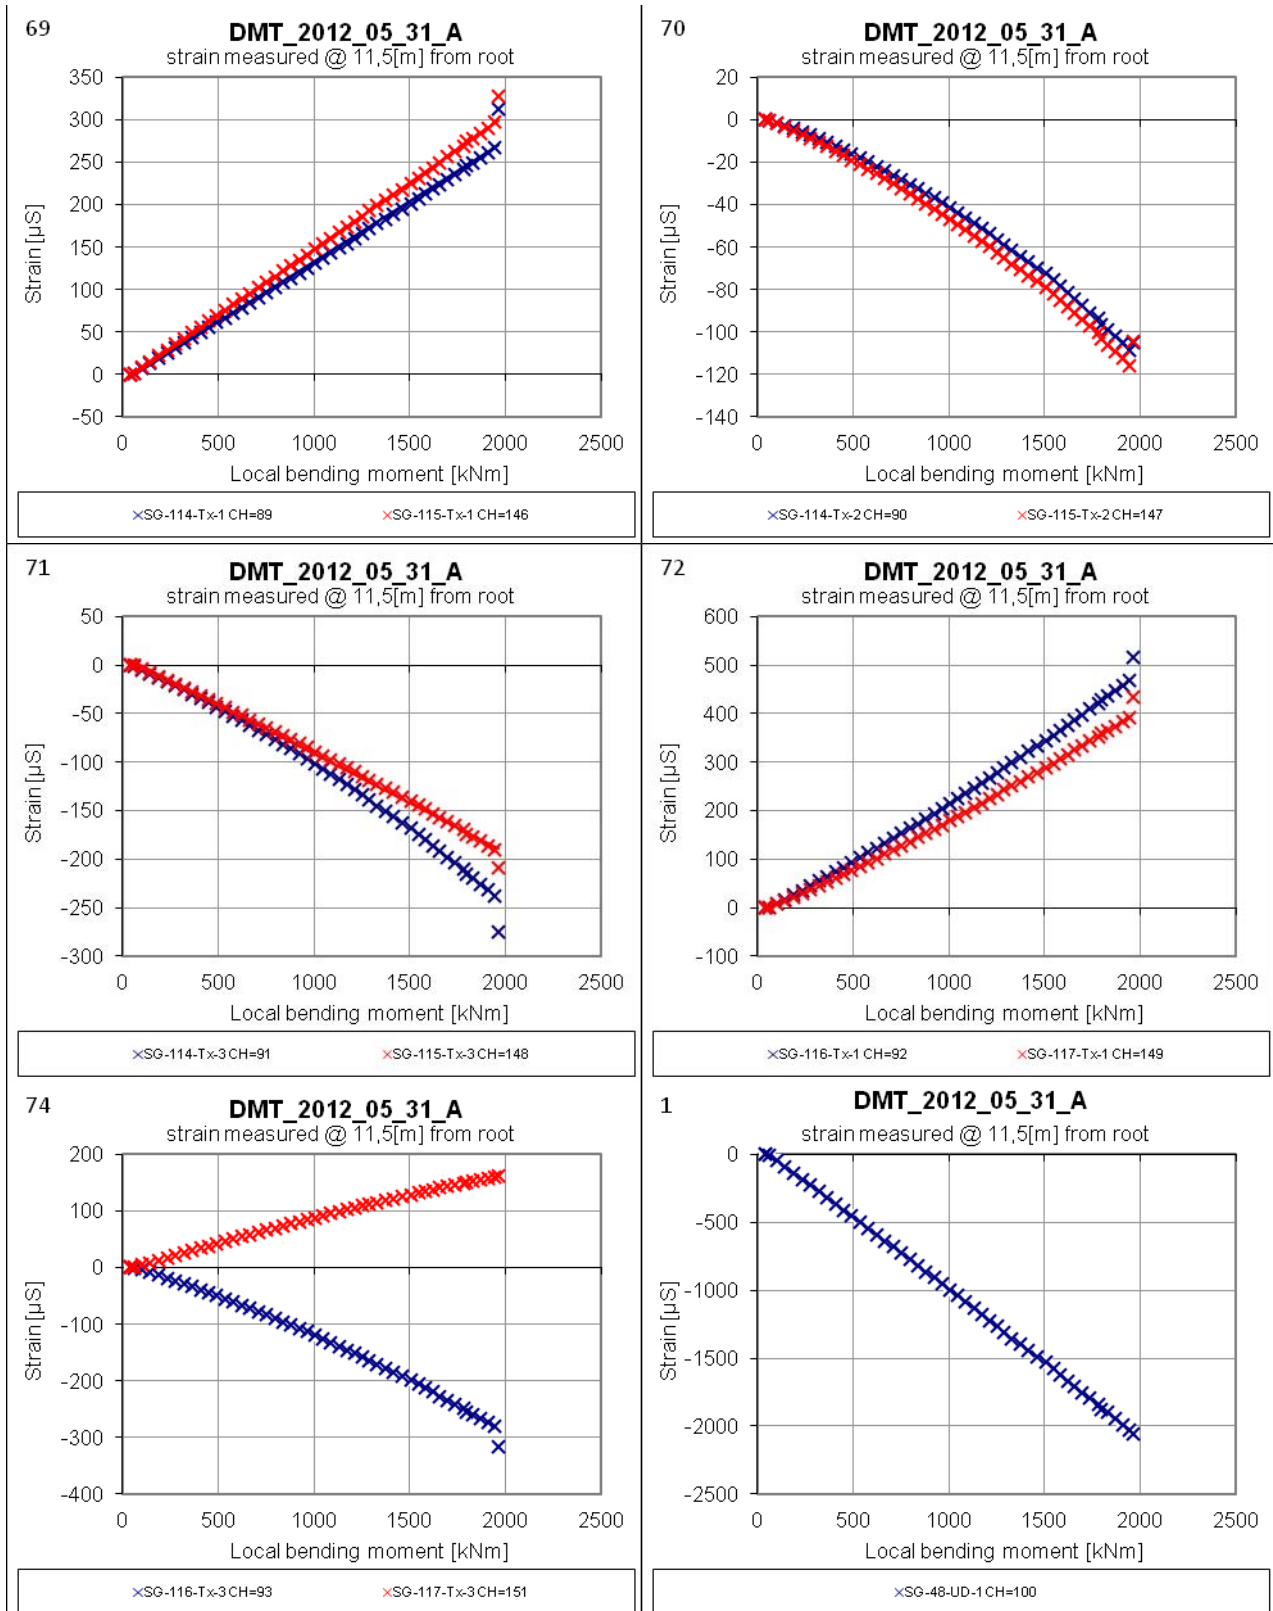 69
DMT_2012_05_31_A
strain measured @ 11,5[m] from root
350
300
250
200
150
100
50
0
-50
Strain [µS]
0 500 1000 1500 2000 2500
Local bending moment [kNm]
SG-114-Tx-1 CH=89 SG-115-Tx-1 CH=146
70
DMT_2012_05_31_A
strain measured @ 11,5[m] from root
20
0
-20
-40
-60
-80
-100
-120
-140
Strain [µS]
0 500 1000 1500 2000 2500
Local bending moment [kNm]
SG-114-Tx-2 CH=90 SG-115-Tx-2 CH=147
71
DMT_2012_05_31_A
strain measured @ 11,5[m] from root
50
0
-50
-100
-150
-200
-250
-300
Strain [µS]
0 500 1000 1500 2000 2500
Local bending moment [kNm]
SG-114-Tx-3 CH=91 SG-115-Tx-3 CH=148
72
DMT_2012_05_31_A
strain measured @ 11,5[m] from root
600
500
400
300
200
100
0
-100
Strain [µS]
0 500 1000 1500 2000 2500
Local bending moment [kNm]
SG-116-Tx-1 CH=92 SG-117-Tx-1 CH=149
74
DMT_2012_05_31_A
strain measured @ 11,5[m] from root
200
100
0
-100
-200
-300
-400
Strain [µS]
0 500 1000 1500 2000 2500
Local bending moment [kNm]
SG-116-Tx-3 CH=93 SG-117-Tx-3 CH=151
1
DMT_2012_05_31_A
strain measured @ 11,5[m] from root
0
-500
-1000
-1500
-2000
-2500
Strain [µS]
0 500 1000 1500 2000 2500
Local bending moment [kNm]
SG-48-UD-1 CH=100